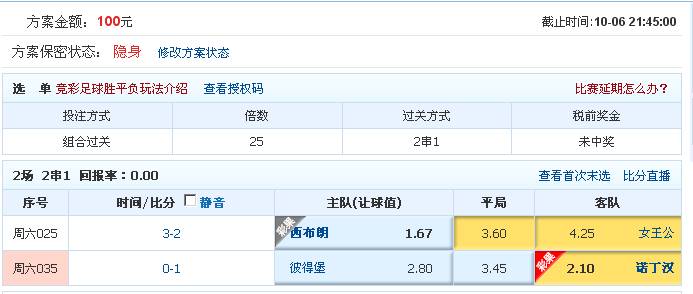 方案金额：100元 截止时间:10-06 21:45:00
方案保密状态： 隐身 修改方案状态
选 单 竞彩足球胜平负玩法介绍 查看授权码 比赛延期怎么办?
投注方式 倍数 过关方式 税前奖金
组合过关 25 2串1 未中奖
2场 2串1 回报率：0.00 查看首次未选 比分直播
序号 时间/比分 静音 主队(让球值) 平局 客队
周六025 3-2 彩果 西布朗 1.67 3.60 4.25 女王公
周六035 0-1 彼得堡 2.80 3.45 彩果 2.10 诺丁汉